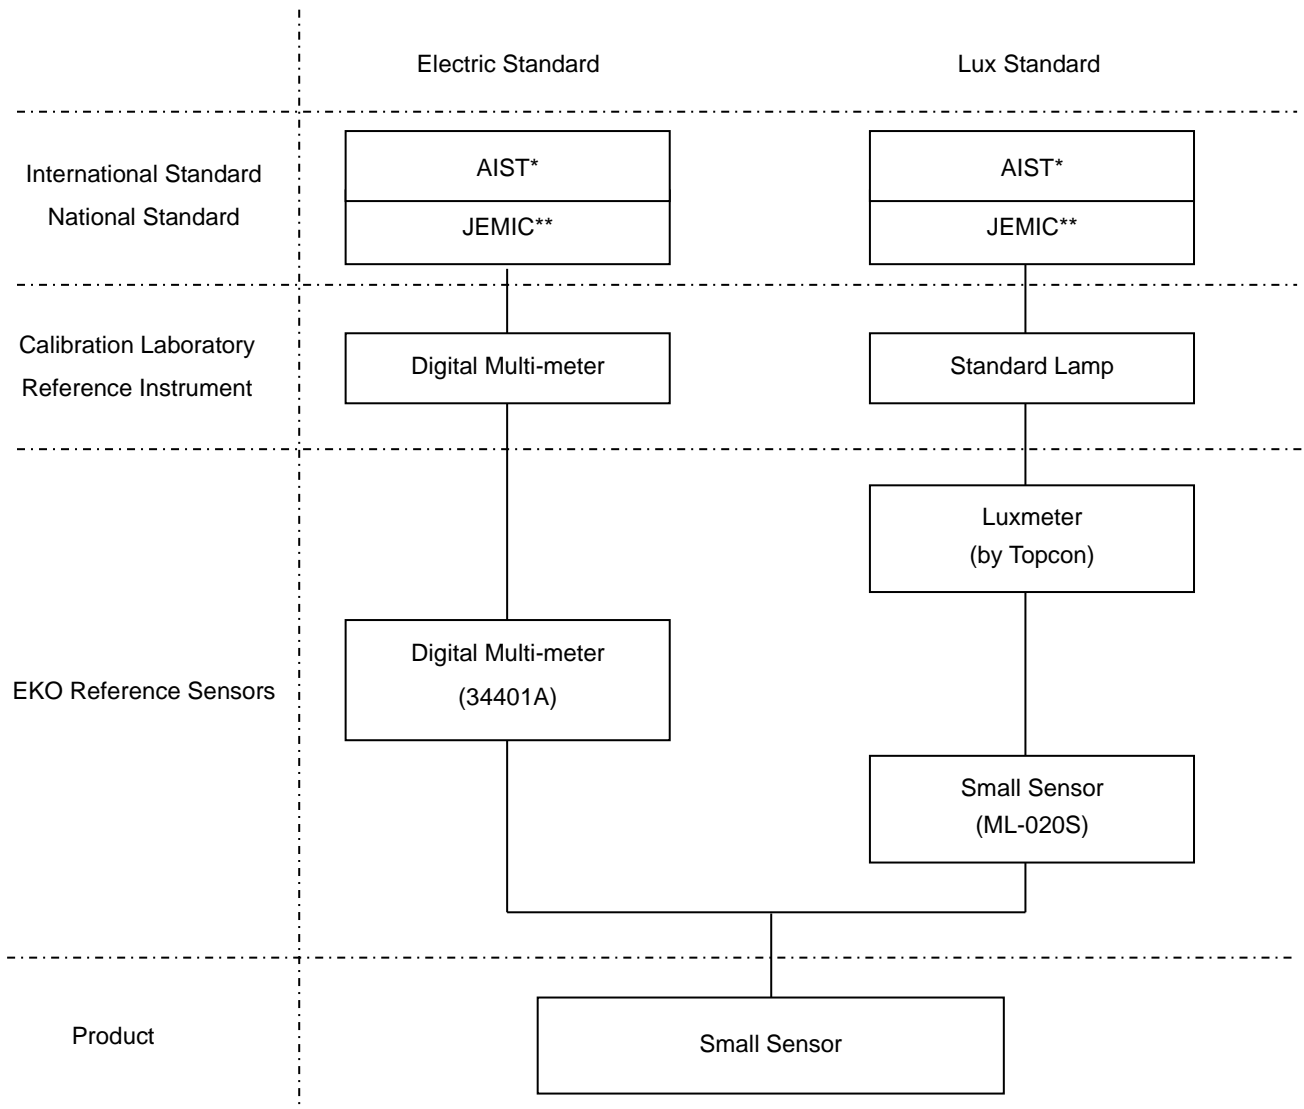 Electric Standard
Lux Standard
International Standard
National Standard
AIST*
JEMIC**
AIST*
JEMIC**
Calibration Laboratory
Reference Instrument
Digital Multi-meter
Standard Lamp
EKO Reference Sensors
Digital Multi-meter
(34401A)
Luxmeter
(by Topcon)
Small Sensor
(ML-020S)
Product
Small Sensor